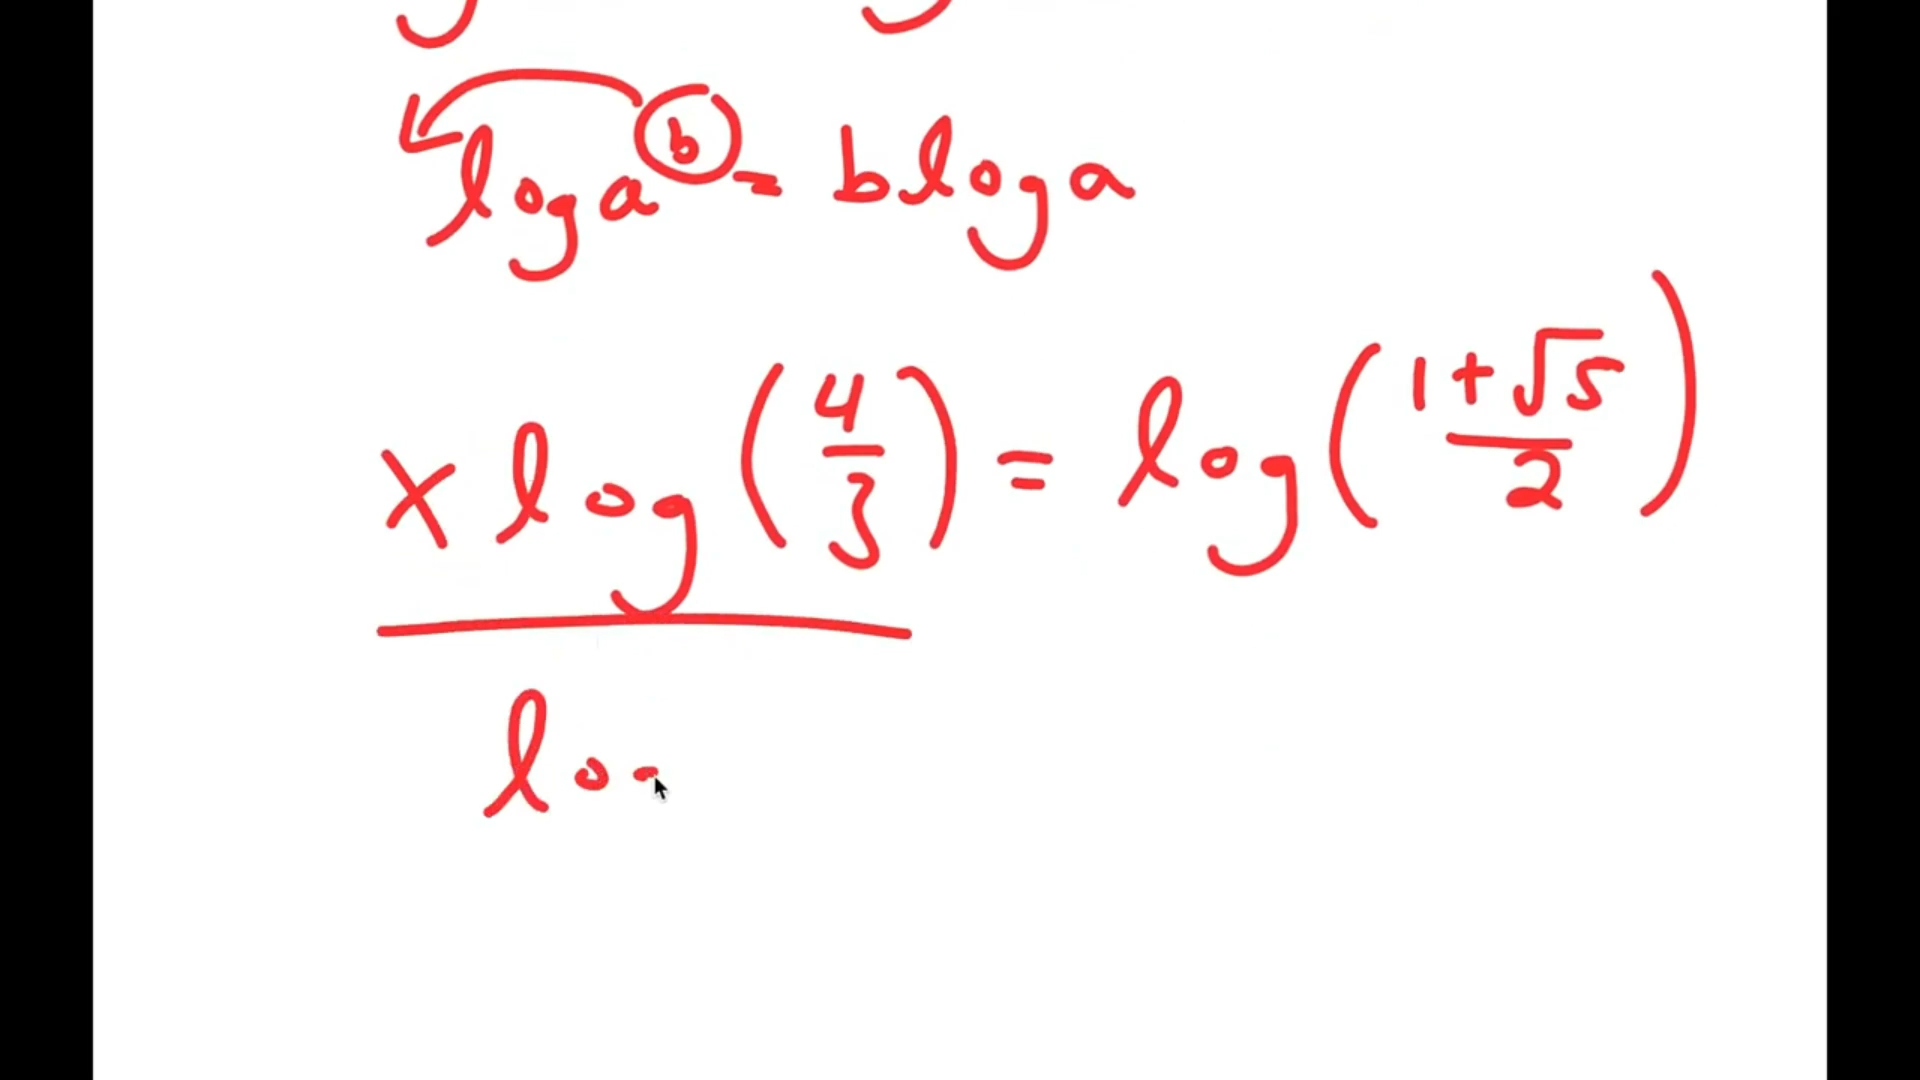 log a^b = b log a
x log (4/3) = log ((1+√5)/2)
lo